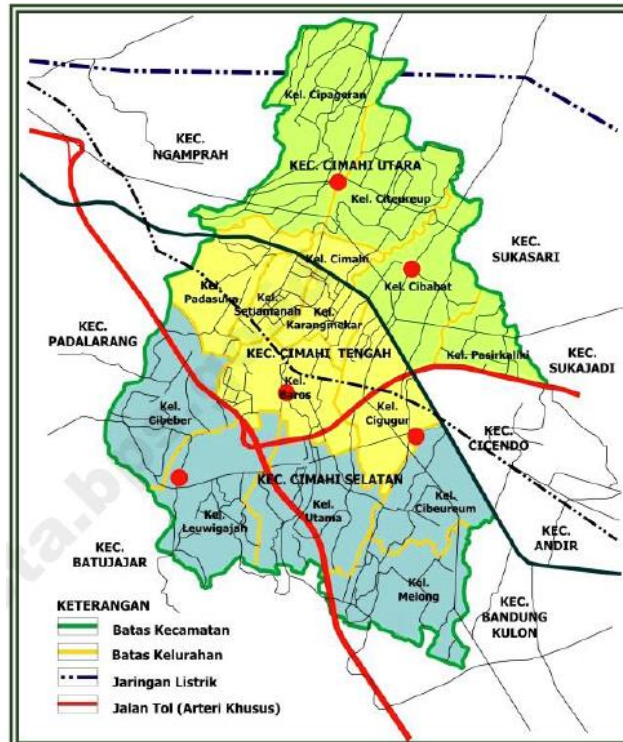 Kel. Cipageran
KEC.
NGAMPRAH
KEC. CIMAHI UTARA
Kel. Citeureup
KEC.
SUKASARI
Kel. Cimahi
Kel. Cibabat
Kel.
Padasuka
Kel.
Setiamanah
Kel.
Karangmekar
KEC.
PADALARANG
KEC. CIMAHI TENGAH
Kel. Pasirkaliki
KEC.
SUKAJADI
Kel.
Baros
Kel.
Cibeber
Kel.
Cigugur
KEC.
CICENDO
KEC. CIMAHI SELATAN
Kel.
Leuwigajah
Kel.
Utama
Kel.
Cibeureum
KEC.
ANDIR
KEC.
BATUJAJAR
Kel.
Melong
KEC.
BANDUNG
KULON
KETERANGAN
Batas Kecamatan
Batas Kelurahan
Jaringan Listrik
Jalan Tol (Arteri Khusus)